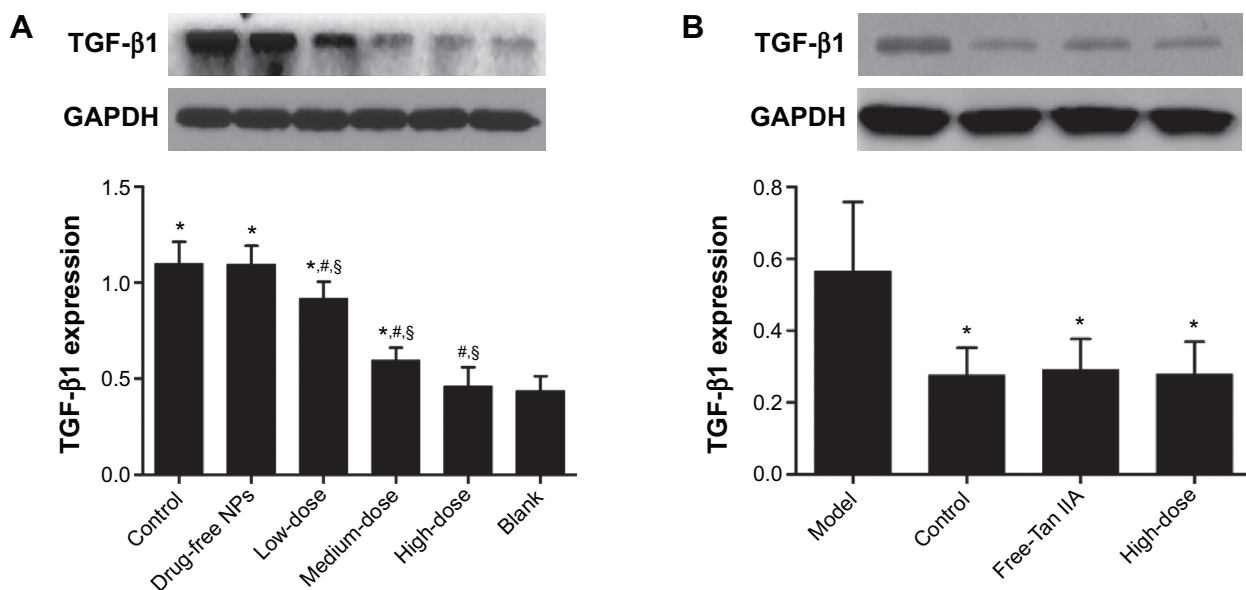 A
TGF-β1
GAPDH
TGF-β1 expression
1.5
1.0
0.5
0.0
*
*
*,#,§
*,#,§
#,§
Control
Drug-free NPs
Low-dose
Medium-dose
High-dose
Blank
B
TGF-β1
GAPDH
TGF-β1 expression
0.8
0.6
0.4
0.2
0.0
*
*
*
Model
Control
Free-Tan IIA
High-dose